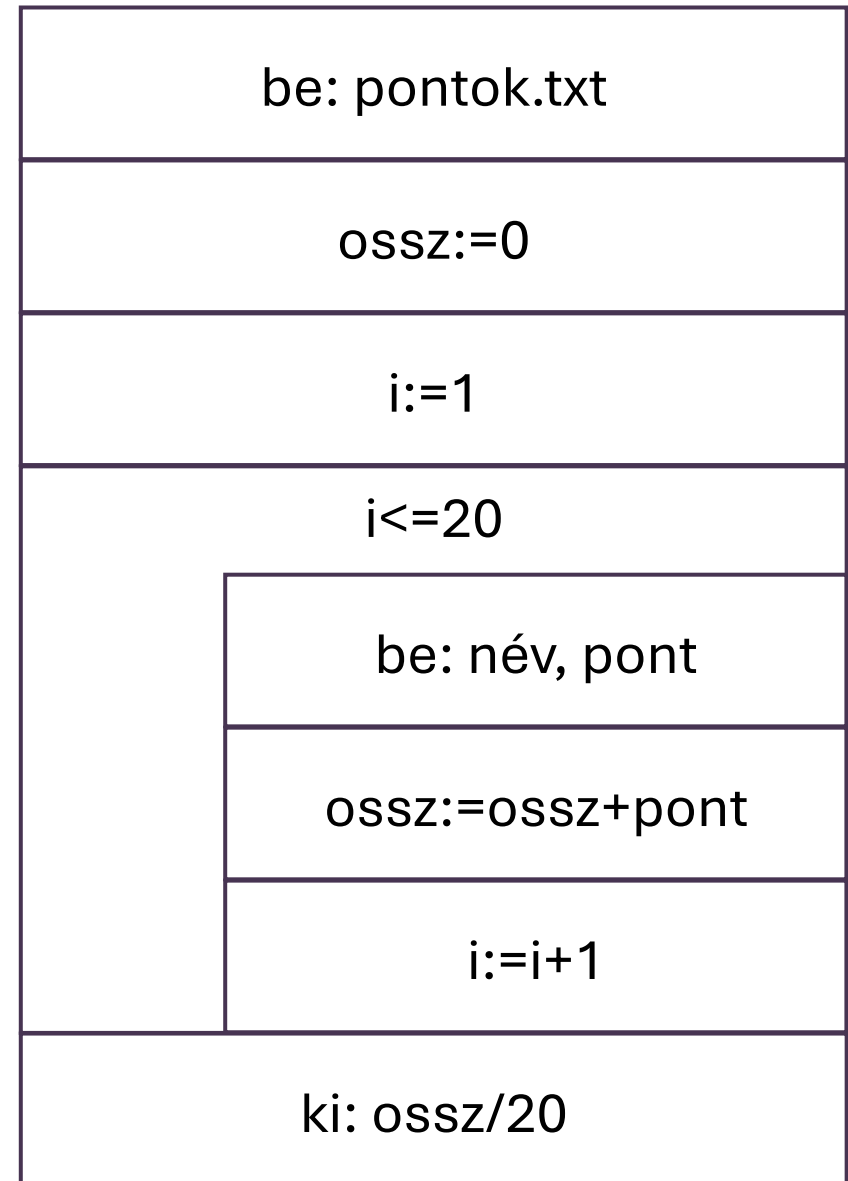 be: pontok.txt
ossz:=0
i:=1
i<=20
be: név, pont
ossz:=ossz+pont
i:=i+1
ki: ossz/20